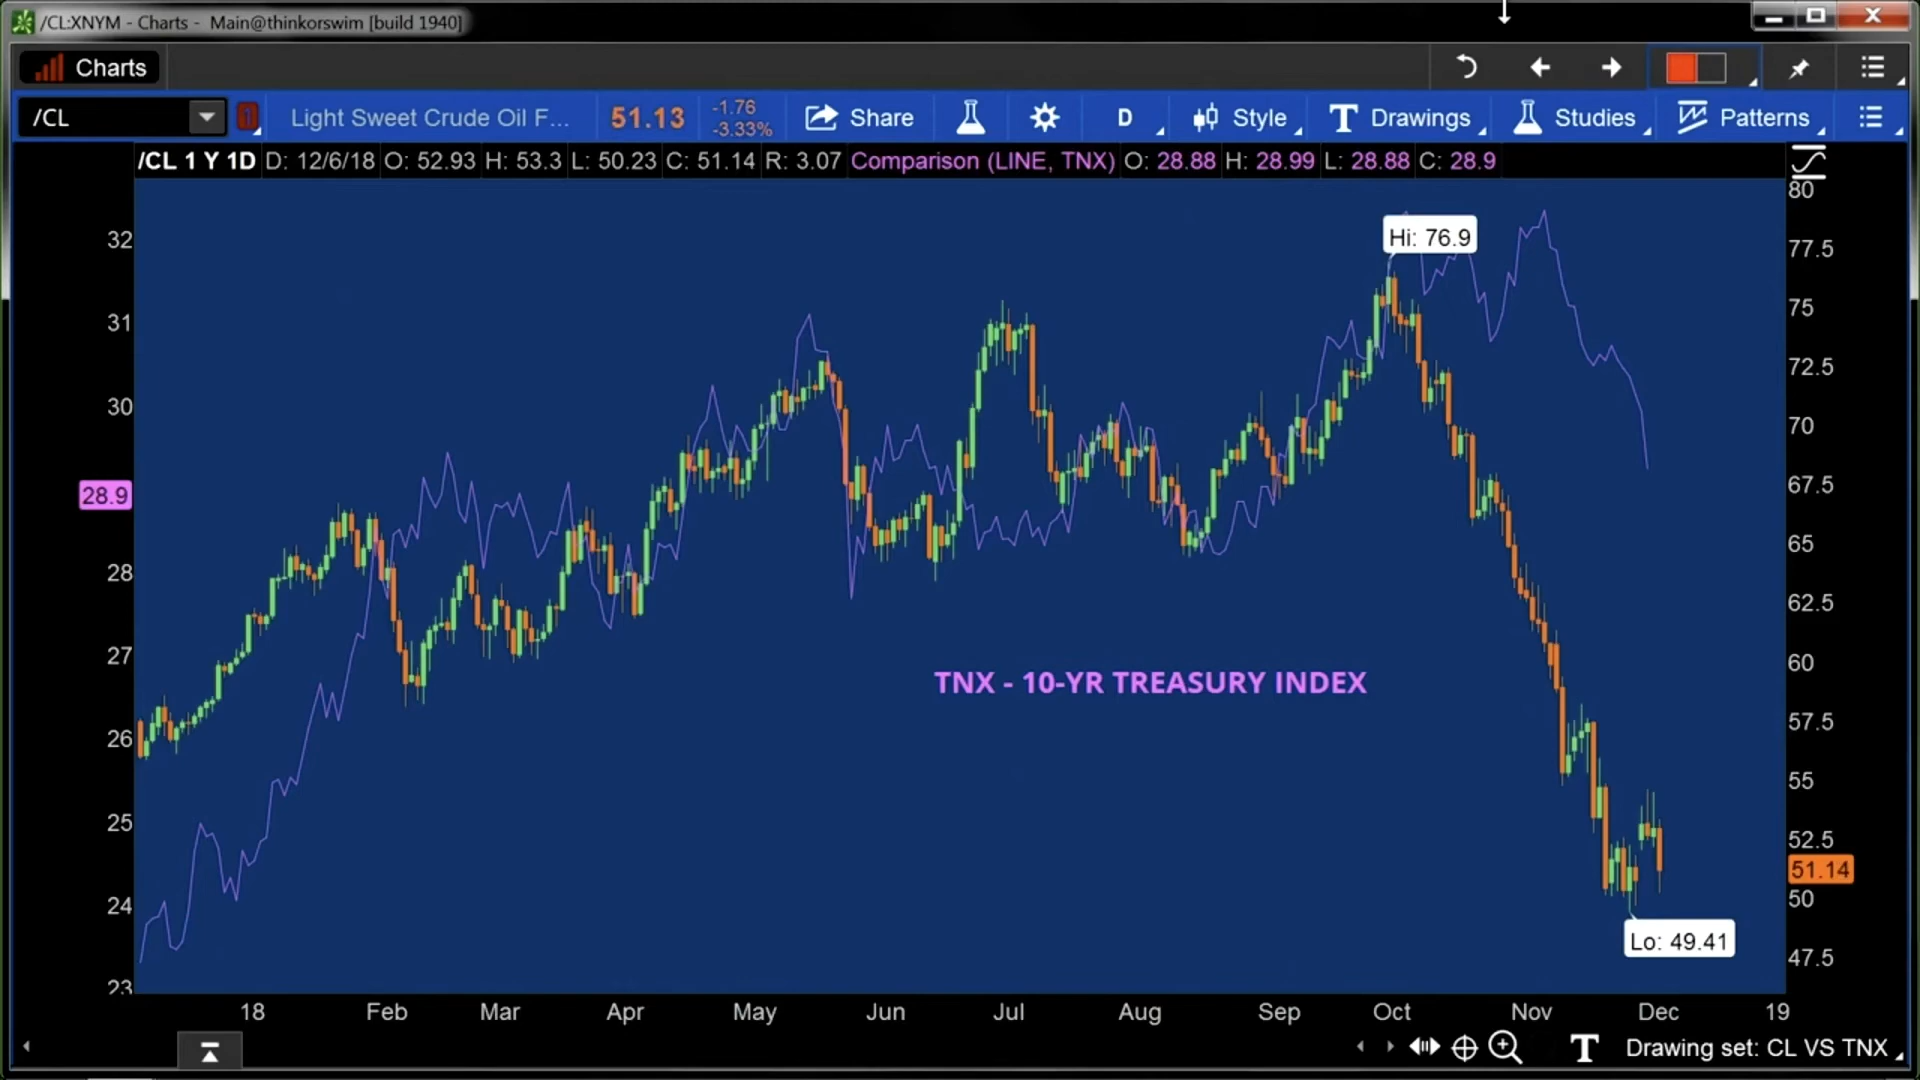 /CL:XNYM - Charts - Main@thinkorswim [build 1940]
Charts
/CL
1
Light Sweet Crude Oil F...
51.13
-1.76
-3.33%
Share
D
Style
Drawings
Studies
Patterns
/CL 1 Y 1D D: 12/6/18 O: 52.93 H: 53.3 L: 50.23 C: 51.14 R: 3.07 Comparison (LINE, TNX) O: 28.88 H: 28.99 L: 28.88 C: 28.9
32
31
30
28.9
28
27
26
25
24
23
80
77.5
75
72.5
70
67.5
65
62.5
60
57.5
55
52.5
51.14
50
47.5
Hi: 76.9
TNX - 10-YR TREASURY INDEX
Lo: 49.41
18 Feb Mar Apr May Jun Jul Aug Sep Oct Nov Dec 19
T Drawing set: CL VS TNX